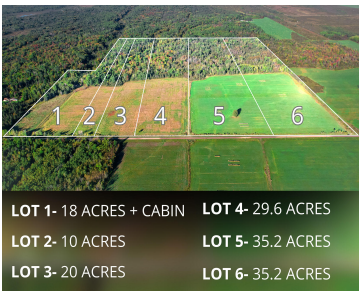 1 2 3 4 5 6
LOT 1- 18 ACRES + CABIN
LOT 2- 10 ACRES
LOT 3- 20 ACRES
LOT 4- 29.6 ACRES
LOT 5- 35.2 ACRES
LOT 6- 35.2 ACRES